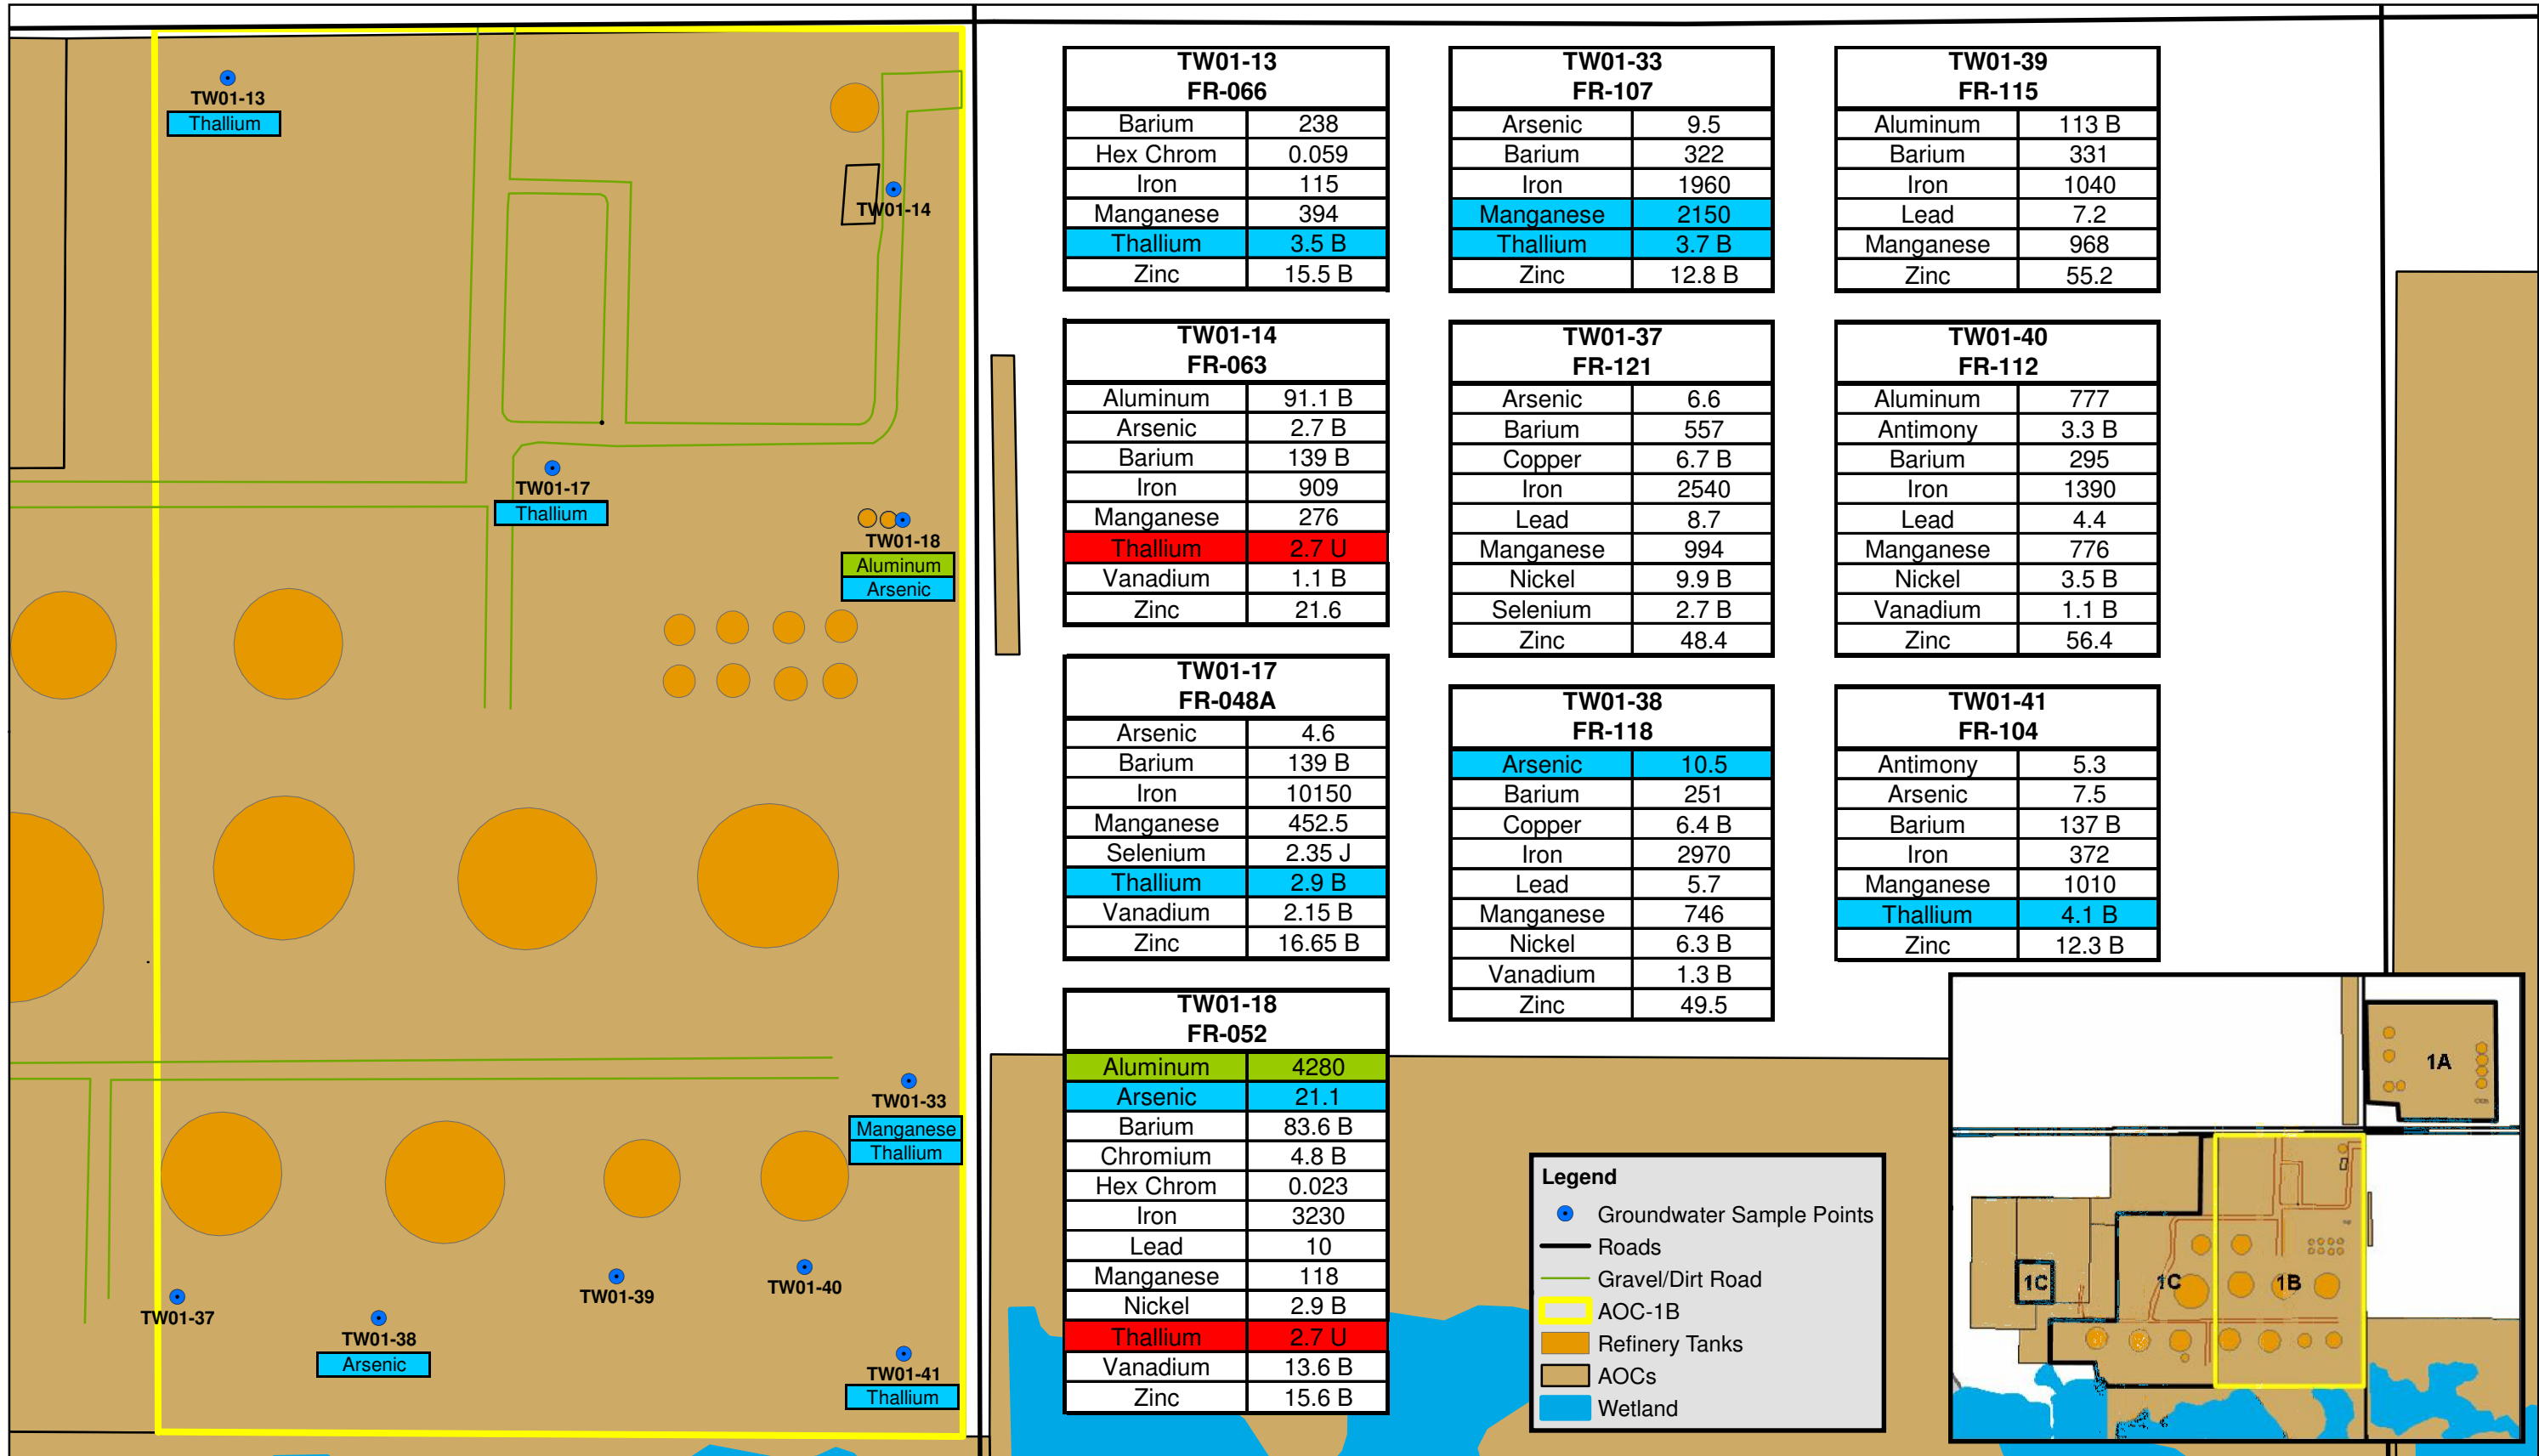 TW01-13
Thallium
TW01-14
TW01-17
Thallium
TW01-18
Aluminum
Arsenic
TW01-33
Manganese
Thallium
TW01-37
TW01-38
Arsenic
TW01-39
TW01-40
TW01-41
Thallium
TW01-13
FR-066
Barium 238
Hex Chrom 0.059
Iron 115
Manganese 394
Thallium 3.5 B
Zinc 15.5 B
TW01-14
FR-063
Aluminum 91.1 B
Arsenic 2.7 B
Barium 139 B
Iron 909
Manganese 276
Thallium 2.7 U
Vanadium 1.1 B
Zinc 21.6
TW01-17
FR-048A
Arsenic 4.6
Barium 139 B
Iron 10150
Manganese 452.5
Selenium 2.35 J
Thallium 2.9 B
Vanadium 2.15 B
Zinc 16.65 B
TW01-18
FR-052
Aluminum 4280
Arsenic 21.1
Barium 83.6 B
Chromium 4.8 B
Hex Chrom 0.023
Iron 3230
Lead 10
Manganese 118
Nickel 2.9 B
Thallium 2.7 U
Vanadium 13.6 B
Zinc 15.6 B
TW01-33
FR-107
Arsenic 9.5
Barium 322
Iron 1960
Manganese 2150
Thallium 3.7 B
Zinc 12.8 B
TW01-37
FR-121
Arsenic 6.6
Barium 557
Copper 6.7 B
Iron 2540
Lead 8.7
Manganese 994
Nickel 9.9 B
Selenium 2.7 B
Zinc 48.4
TW01-38
FR-118
Arsenic 10.5
Barium 251
Copper 6.4 B
Iron 2970
Lead 5.7
Manganese 746
Nickel 6.3 B
Vanadium 1.3 B
Zinc 49.5
TW01-39
FR-115
Aluminum 113 B
Barium 331
Iron 1040
Lead 7.2
Manganese 968
Zinc 55.2
TW01-40
FR-112
Aluminum 777
Antimony 3.3 B
Barium 295
Iron 1390
Lead 4.4
Manganese 776
Nickel 3.5 B
Vanadium 1.1 B
Zinc 56.4
TW01-41
FR-104
Antimony 5.3
Arsenic 7.5
Barium 137 B
Iron 372
Manganese 1010
Thallium 4.1 B
Zinc 12.3 B
Legend
Groundwater Sample Points
Roads
Gravel/Dirt Road
AOC-1B
Refinery Tanks
AOCs
Wetland
1A
1C
1C
1B